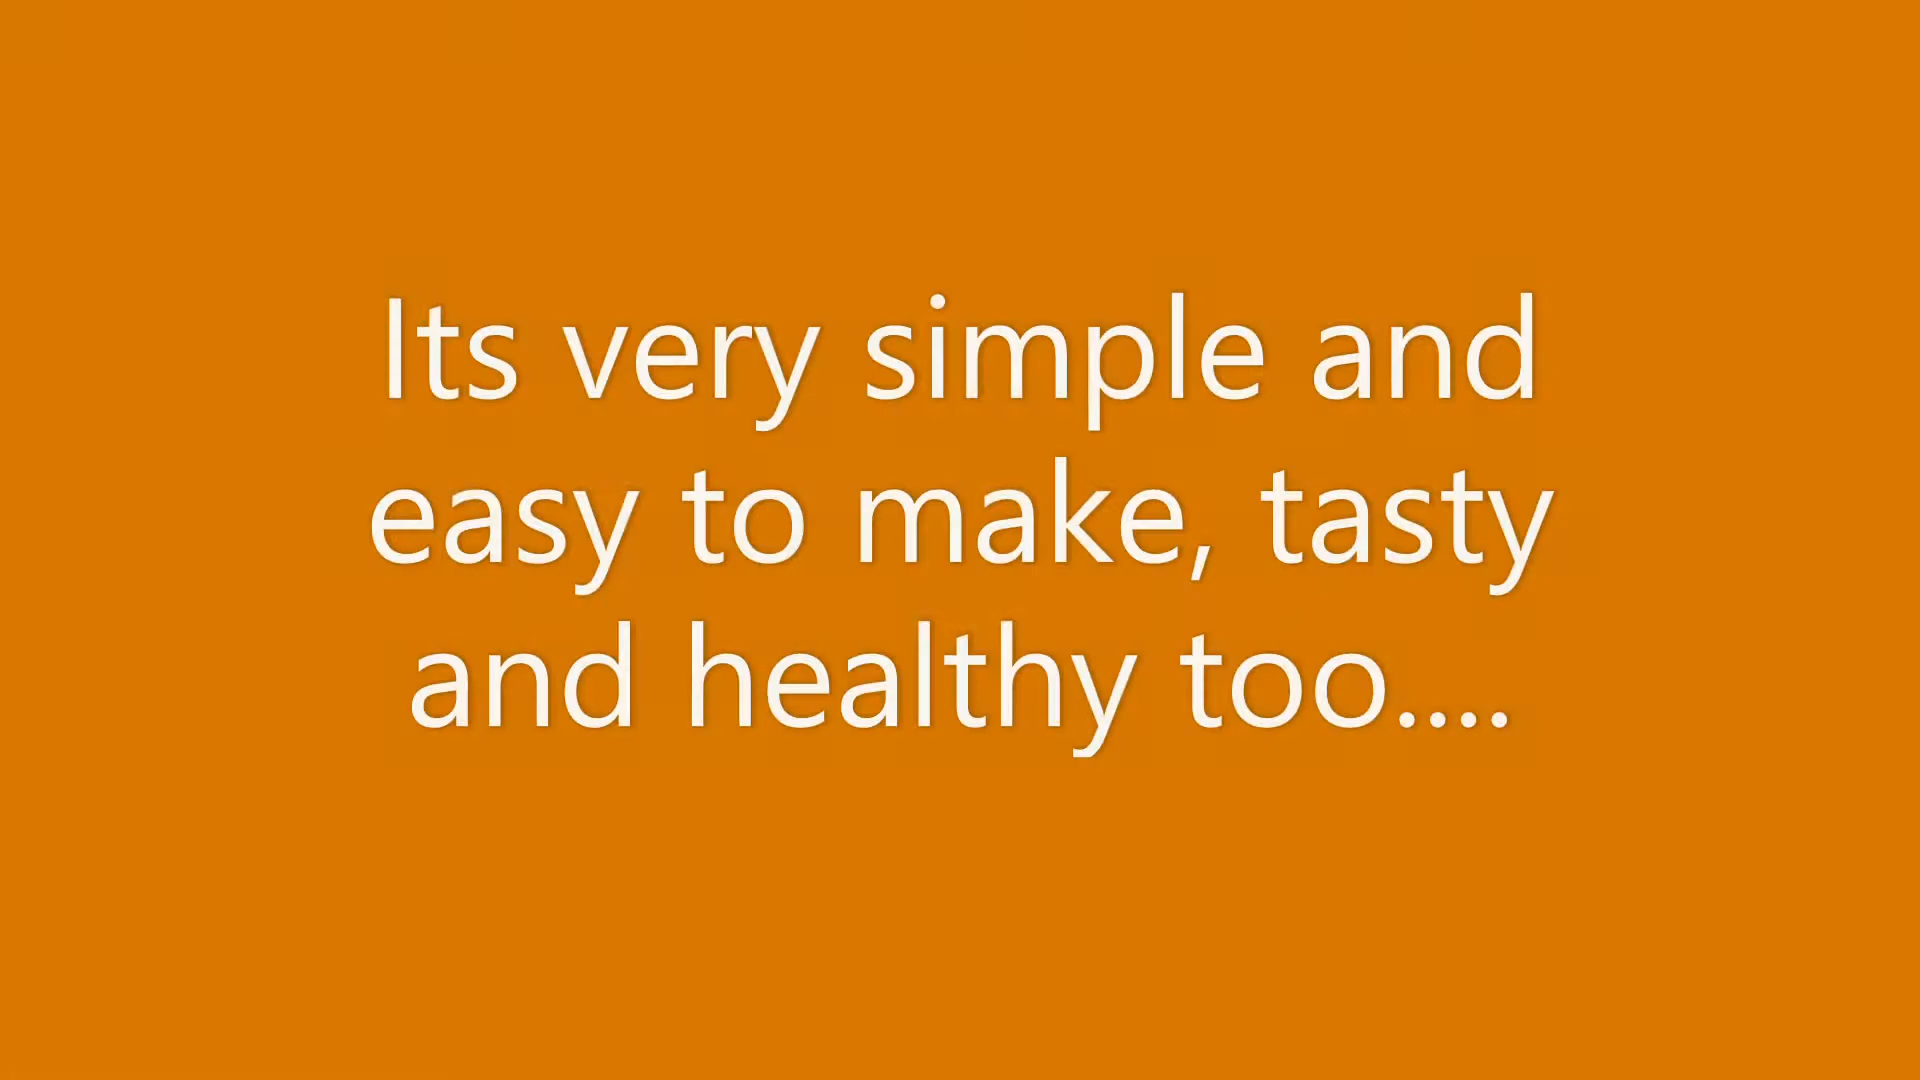 Its very simple and
easy to make, tasty
and healthy too....